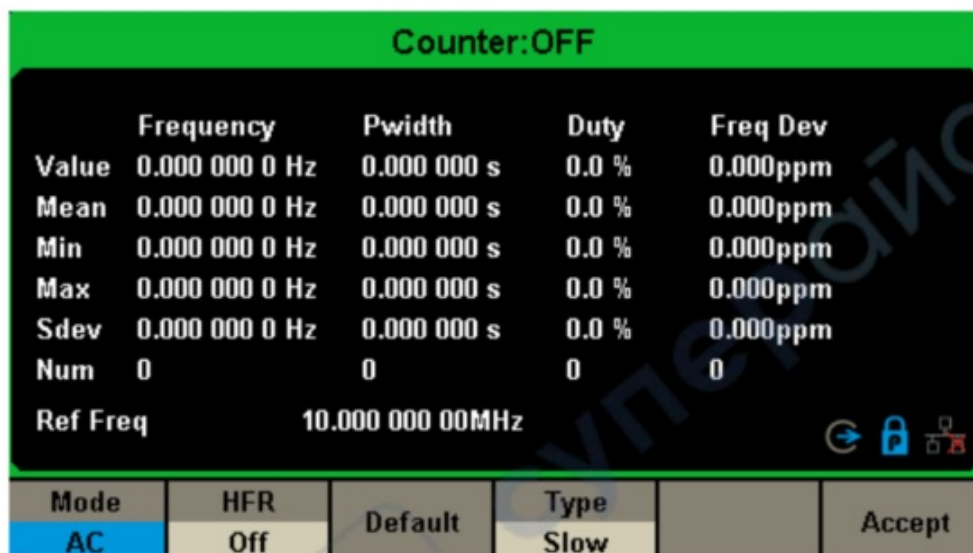 Counter:OFF
Frequency Pwidth Duty Freq Dev
Value 0.000 000 0 Hz 0.000 000 s 0.0 % 0.000ppm
Mean 0.000 000 0 Hz 0.000 000 s 0.0 % 0.000ppm
Min 0.000 000 0 Hz 0.000 000 s 0.0 % 0.000ppm
Max 0.000 000 0 Hz 0.000 000 s 0.0 % 0.000ppm
Sdev 0.000 000 0 Hz 0.000 000 s 0.0 % 0.000ppm
Num 0 0 0 0
Ref Freq 10.000 000 00MHz
P
Mode HFR Default Type Accept
AC Off Slow
суперайс